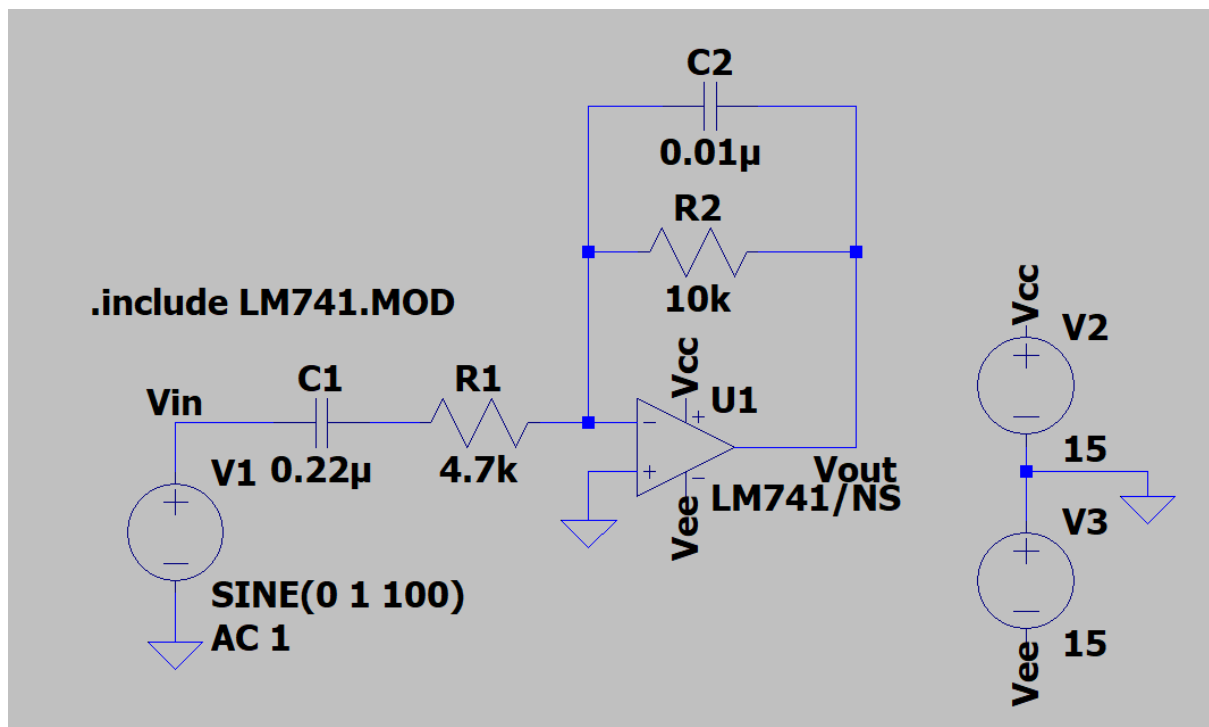 C2
0.01µ
R2
10k
.include LM741.MOD
Vin
C1
0.22µ
R1
4.7k
V1
SINE(0 1 100)
AC 1
Vcc
U1
Vee
Vout
LM741/NS
Vcc
V2
15
V3
15
Vee